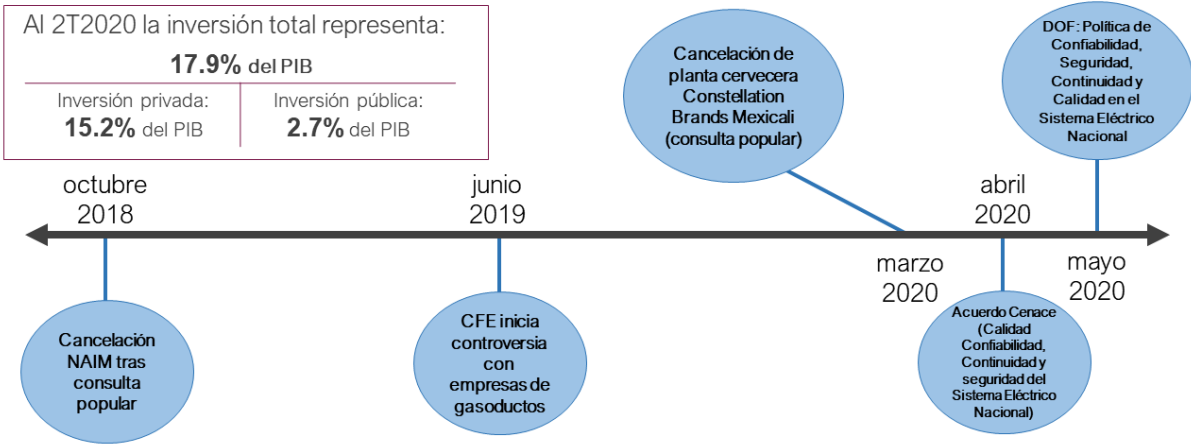 Al 2T2020 la inversión total representa:
17.9% del PIB
Inversión privada:
15.2% del PIB
Inversión pública:
2.7% del PIB
octubre
2018
Cancelación
NAIM tras
consulta
popular
junio
2019
CFE inicia
controversia
con
empresas de
gasoductos
Cancelación de
planta cervecera
Constellation
Brands Mexicali
(consulta popular)
marzo
2020
abril
2020
Acuerdo Cenace
(Calidad
Confiabilidad,
Continuidad y
seguridad del
Sistema Eléctrico
Nacional)
DOF: Política de
Confiabilidad,
Seguridad,
Continuidad y
Calidad en el
Sistema Eléctrico
Nacional
mayo
2020